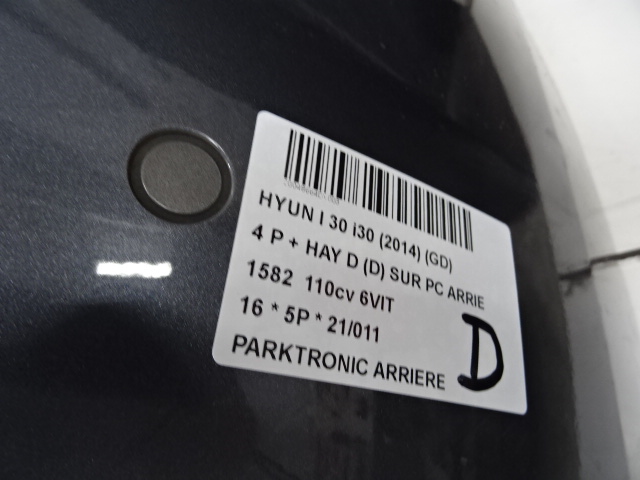 HYUN I 30 i30 (2014) (GD)
4 P + HAY D (D) SUR PC ARRIE
1582 110cv 6VIT
16 * 5P * 21/011
PARKTRONIC ARRIERE
D